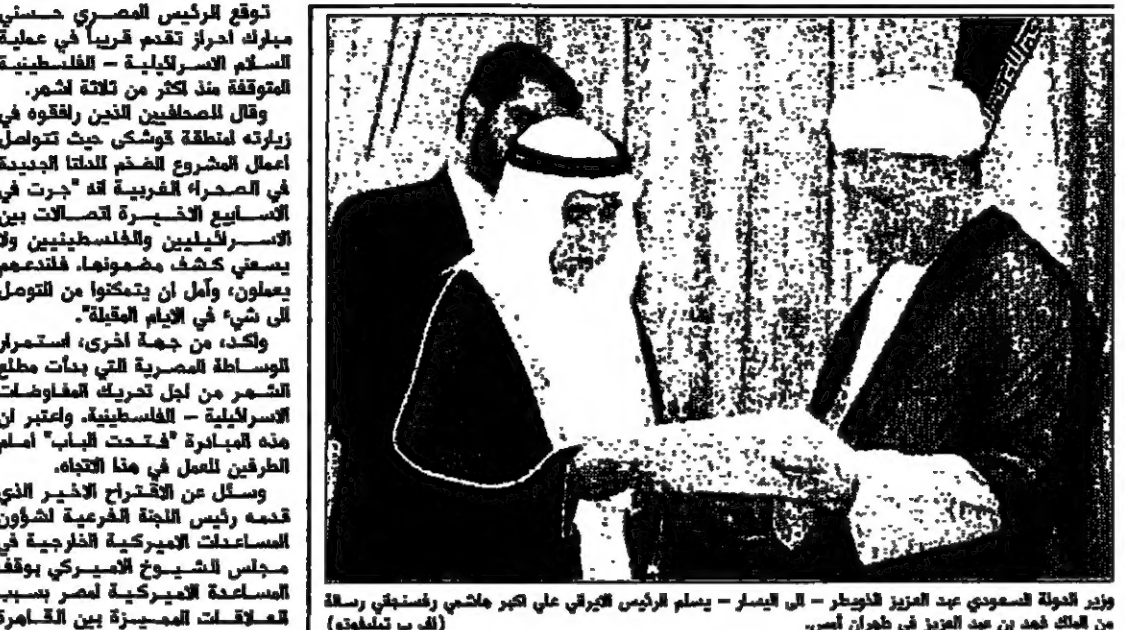 توقع الرئيس المصري حسني
مبارك احراز تقدم قريباً في عملية
السلام الاسرائيلية – الفلسطينية
المتوقفة منذ اكثر من ثلاثة اشهر.
وقال للصحافيين الذين رافقوه في
زيارته لمنطقة توشكى حيث تتواصل
اعمال المشروع الضخم للدلتا الجديدة
في الصحراء الغربية انه "جرت في
الاسابيع الاخيرة اتصالات بين
الاسرائيليين والفلسطينيين ولا
يسعني كشف مضمونها. فلندعهم
يعملون، وآمل ان يتمكنوا من التوصل
الى شيء في الايام المقبلة".
واكد، من جهة اخرى، استمرار
الوساطة المصرية التي بدأت مطلع
الشهر من اجل تحريك المفاوضات
الاسرائيلية – الفلسطينية. واعتبر ان
هذه المبادرة "فتحت الباب" امام
الطرفين للعمل في هذا الاتجاه.
وسئل عن الاقتراح الاخير الذي
قدمه رئيس اللجنة الفرعية لشؤون
المساعدات الاميركية الخارجية في
مجلس الشيوخ الاميركي بوقف
المساعدة الاميركية لمصر بسبب
العلاقات المميزة بين القاهرة
وزير الدولة السعودي عبد العزيز الخويطر – الى اليسار – يسلم الرئيس الايراني علي اكبر هاشمي رفسنجاني رسالة
من الملك فهد بن عبد العزيز في طهران أمس. (أف ب تيليفوتو)